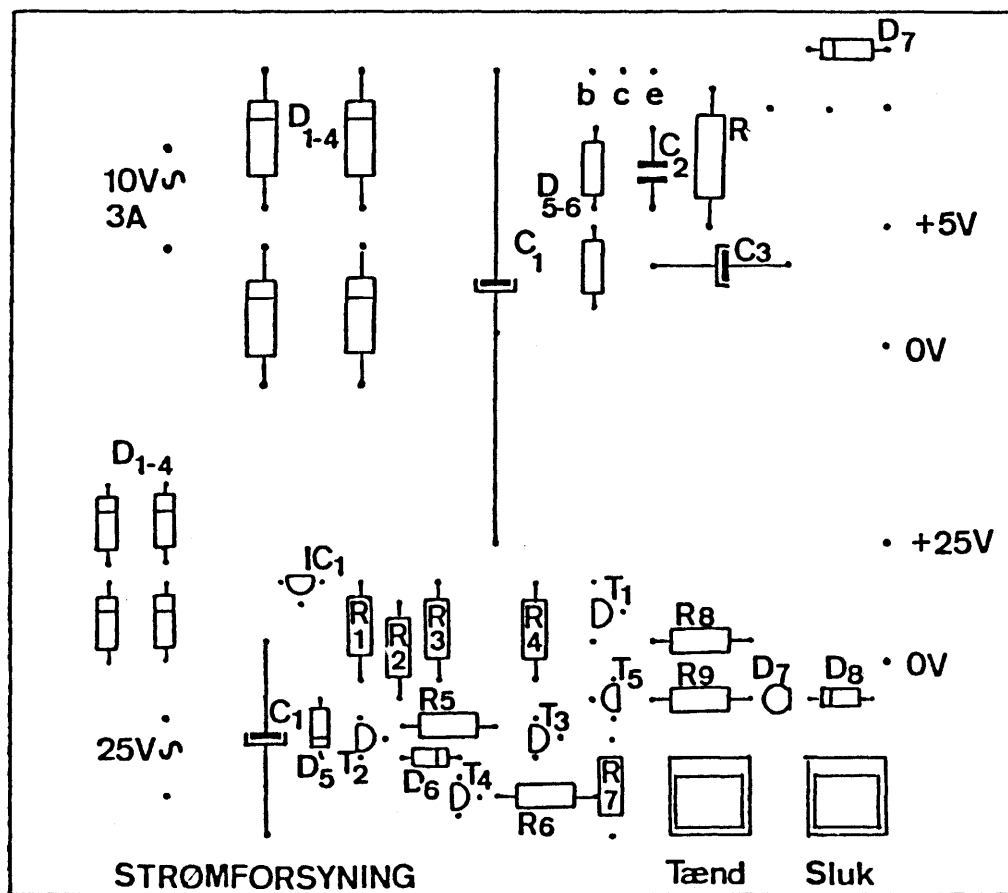 D7
b c e
D1-4
C2
R
10V∿
3A
D5-6
+5V
C1
C3
0V
D1-4
+25V
IC1
T1
R1
R2
R3
R4
R8
0V
T5
R9
D7
D8
C1
R5
T3
25V∿
D5
T2
D6
T4
R6
R7
STRØMFORSYNING
Tænd
Sluk